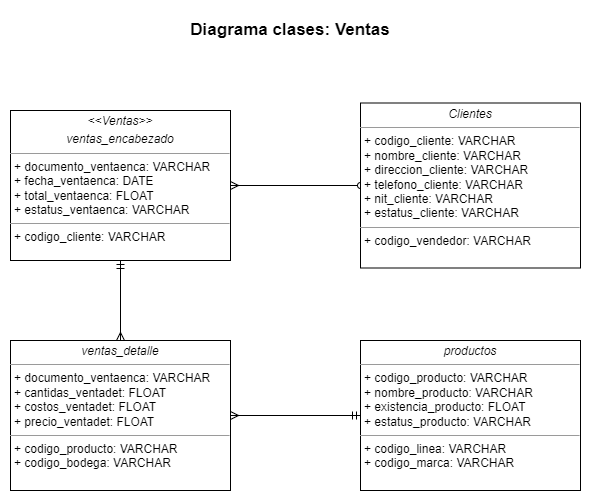 Diagrama clases: Ventas
<<Ventas>>
ventas_encabezado
+ documento_ventaenca: VARCHAR
+ fecha_ventaenca: DATE
+ total_ventaenca: FLOAT
+ estatus_ventaenca: VARCHAR
+ codigo_cliente: VARCHAR
Clientes
+ codigo_cliente: VARCHAR
+ nombre_cliente: VARCHAR
+ direccion_cliente: VARCHAR
+ telefono_cliente: VARCHAR
+ nit_cliente: VARCHAR
+ estatus_cliente: VARCHAR
+ codigo_vendedor: VARCHAR
ventas_detalle
+ documento_ventaenca: VARCHAR
+ cantidas_ventadet: FLOAT
+ costos_ventadet: FLOAT
+ precio_ventadet: FLOAT
+ codigo_producto: VARCHAR
+ codigo_bodega: VARCHAR
productos
+ codigo_producto: VARCHAR
+ nombre_producto: VARCHAR
+ existencia_producto: FLOAT
+ estatus_producto: VARCHAR
+ codigo_linea: VARCHAR
+ codigo_marca: VARCHAR